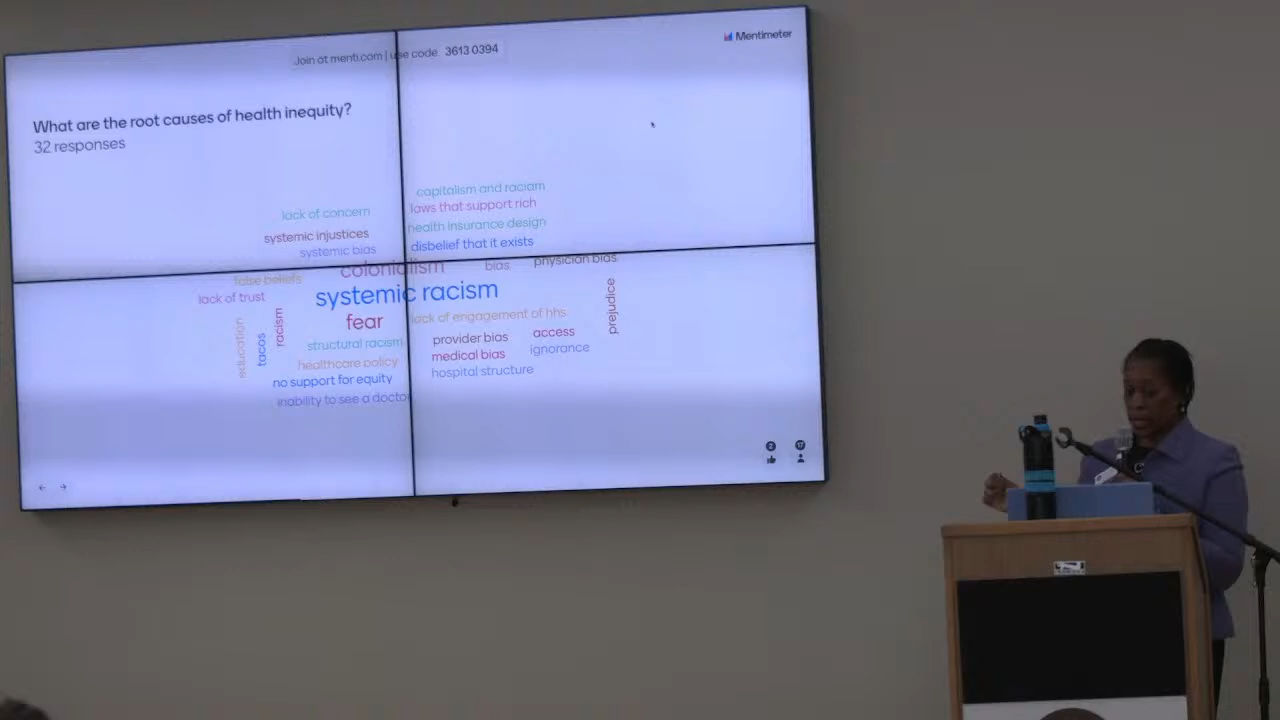 Join at menti.com | use code 3613 0394
Mentimeter
What are the root causes of health inequity?
32 responses
capitalism and raciam
lack of concern
laws that support rich
systemic injustices
health insurance design
systemic bias
disbelief that it exists
colonialism
bias
physician bias
false beliefs
lack of trust
systemic racism
prejudice
education
tacos
racism
fear
lack of engagement of hhs
structural racism
provider bias
access
healthcare policy
medical bias
ignorance
no support for equity
hospital structure
inability to see a docto
2
17